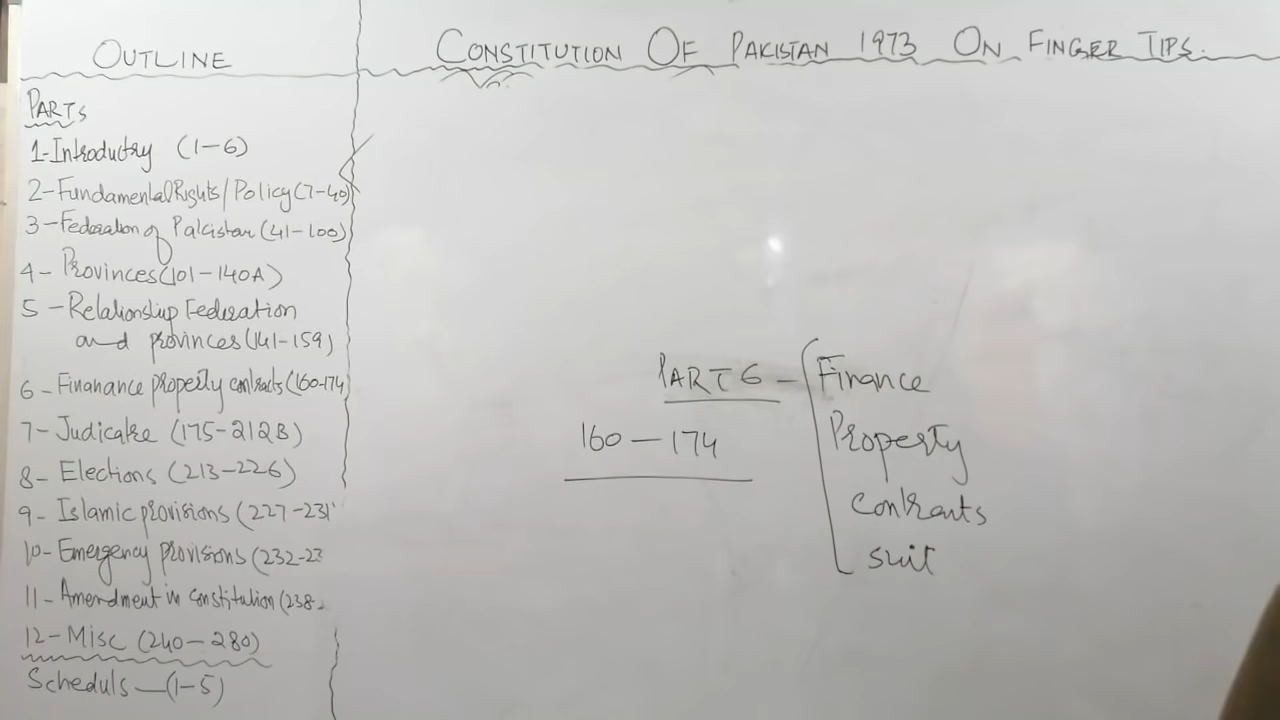 OUTLINE
CONSTITUTION OF PAKISTAN 1973 ON FINGER TIPS.
PARTS
1-Introductry (1-6)
2-Fundamental Rights/Policy (7-40)
3-Federation of Pakistan (41-100)
4- Provinces (101-140A)
5 -Relationship Federation
and provinces (141-159)
6 - Finanance property contracts (160-174
7- Judicature (175-212B)
8- Elections (213-226)
9- Islamic provisions (227-231
10- Emergency provisions (232-23
11- Amendment in constitution (238-
12- Misc (240-280)
Scheduls -(1-5)
PART 6 - Finance
160 - 174
Property
contracts
suit